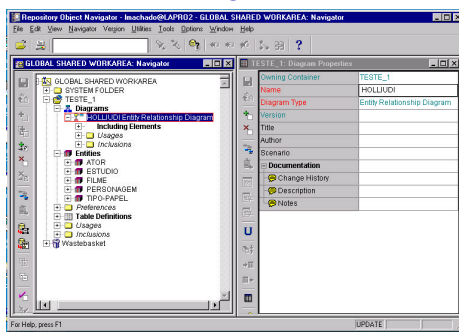 Repository Object Navigator - lmachado@LAPRO2 - GLOBAL SHARED WORKAREA: Navigator
File Edit View Navigator Version Utilities Tools Options Window Help
GLOBAL SHARED WORKAREA: Navigator
GLOBAL SHARED WORKAREA
SYSTEM FOLDER
TESTE_1
Diagrams
HOLLIUDI Entity Relationship Diagram
Including Elements
Usages
Inclusions
Entities
ATOR
ESTUDIO
FILME
PERSONAGEM
TIPO-PAPEL
Preferences
Table Definitions
Usages
Inclusions
Wastebasket
TESTE_1: Diagram Properties
Owning Container TESTE_1
Name HOLLIUDI
Diagram Type Entity Relationship Diagram
Version
Title
Author
Scenario
Documentation
Change History
Description
Notes
For Help, press F1
UPDATE